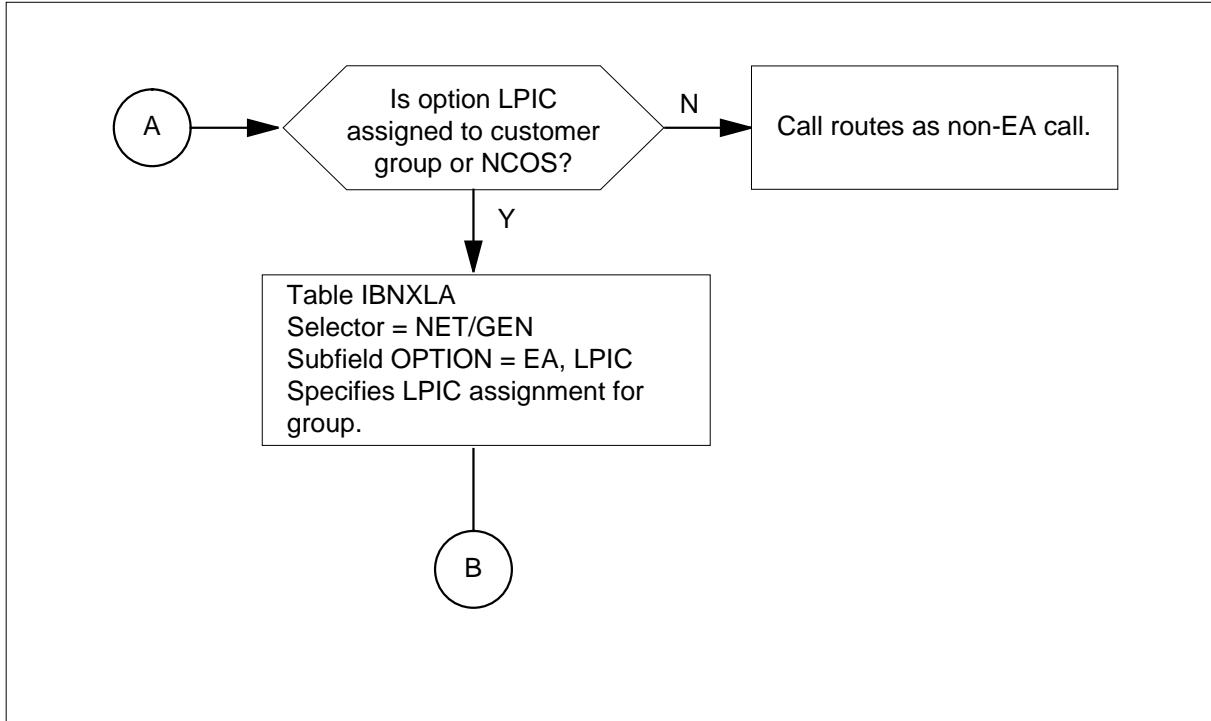 A
Is option LPIC
assigned to customer
group or NCOS?
N
Call routes as non-EA call.
Y
Table IBNXLA
Selector = NET/GEN
Subfield OPTION = EA, LPIC
Specifies LPIC assignment for
group.
B